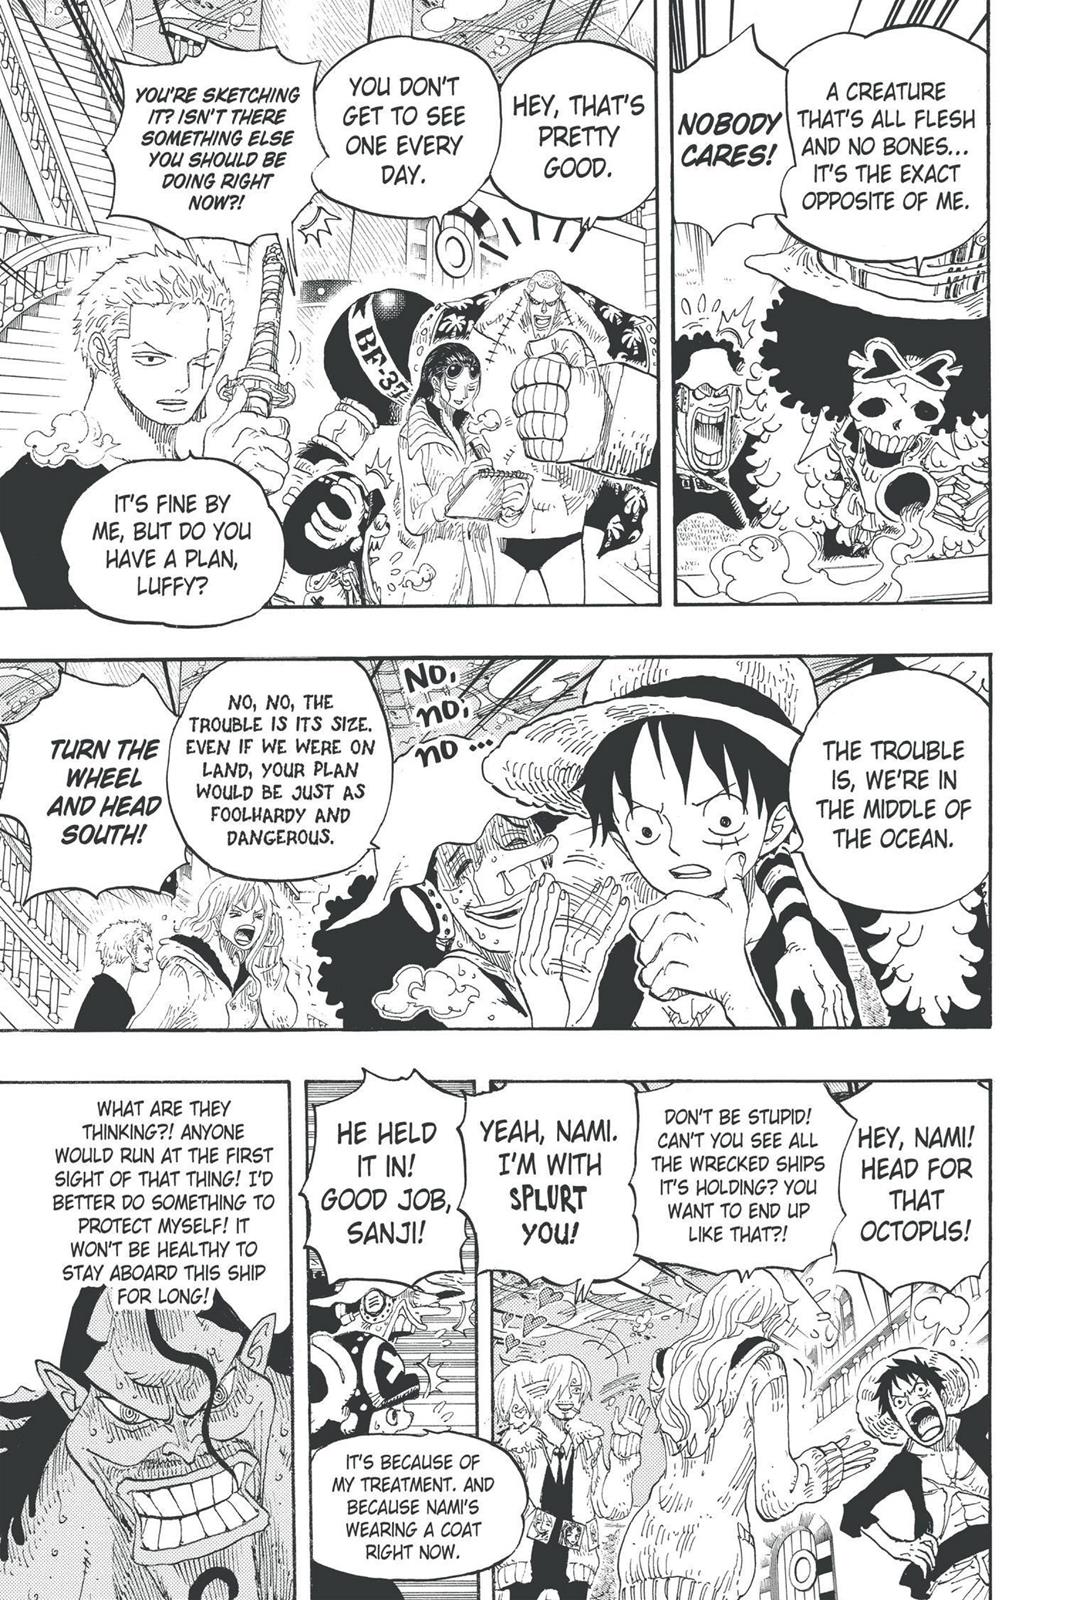 A CREATURE
THAT'S ALL FLESH
AND NO BONES...
IT'S THE EXACT
OPPOSITE OF ME.
NOBODY
CARES!
HEY, THAT'S
PRETTY
GOOD.
YOU DON'T
GET TO SEE
ONE EVERY
DAY.
YOU'RE SKETCHING
IT? ISN'T THERE
SOMETHING ELSE
YOU SHOULD BE
DOING RIGHT
NOW?!
BF-37
IT'S FINE BY
ME, BUT DO YOU
HAVE A PLAN,
LUFFY?
THE TROUBLE
IS, WE'RE IN
THE MIDDLE OF
THE OCEAN.
NO,
NO,
NO...
NO, NO, THE
TROUBLE IS ITS SIZE.
EVEN IF WE WERE ON
LAND, YOUR PLAN
WOULD BE JUST AS
FOOLHARDY AND
DANGEROUS.
TURN THE
WHEEL
AND HEAD
SOUTH!
HEY, NAMI!
HEAD FOR
THAT
OCTOPUS!
DON'T BE STUPID!
CAN'T YOU SEE ALL
THE WRECKED SHIPS
IT'S HOLDING? YOU
WANT TO END UP
LIKE THAT?!
YEAH, NAMI.
I'M WITH
SPLURT
YOU!
HE HELD
IT IN!
GOOD JOB,
SANJI!
IT'S BECAUSE OF
MY TREATMENT. AND
BECAUSE NAMI'S
WEARING A COAT
RIGHT NOW.
WHAT ARE THEY
THINKING?! ANYONE
WOULD RUN AT THE FIRST
SIGHT OF THAT THING! I'D
BETTER DO SOMETHING TO
PROTECT MYSELF! IT
WON'T BE HEALTHY TO
STAY ABOARD THIS SHIP
FOR LONG!